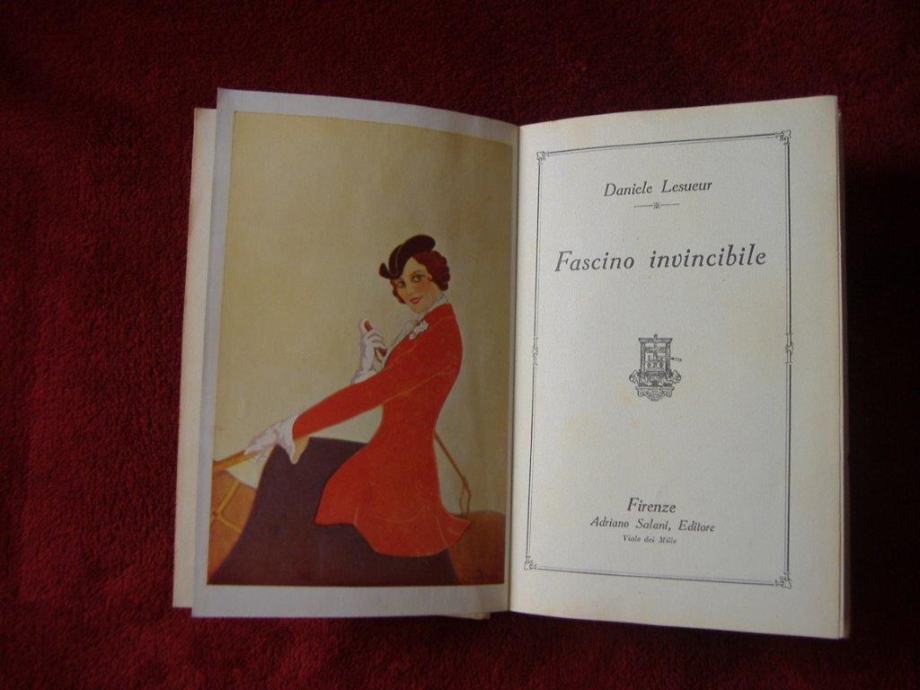 Daniele Lesueur
Fascino invincibile
Firenze
Adriano Salani, Editore
Viale dei Mille